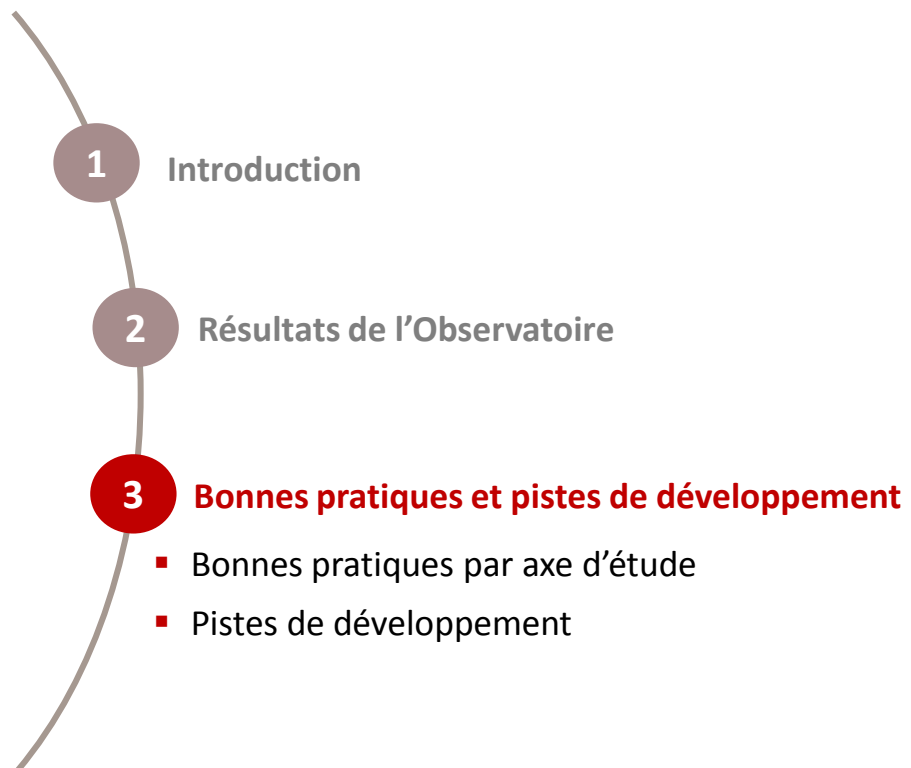 1 Introduction
2 Résultats de l’Observatoire
3 Bonnes pratiques et pistes de développement
▪ Bonnes pratiques par axe d’étude
▪ Pistes de développement